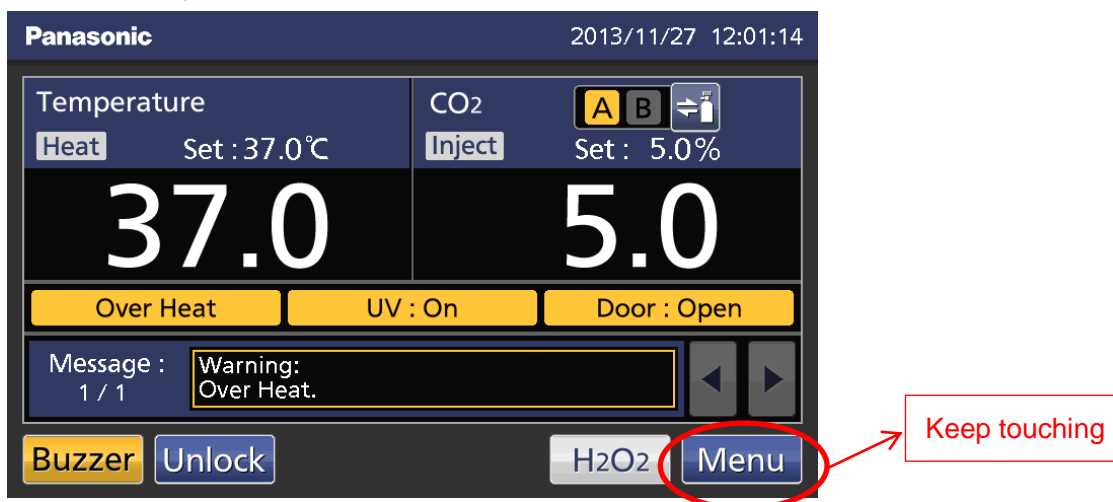 Panasonic 2013/11/27 12:01:14
Temperature
Heat Set : 37.0℃
37.0
CO2 A B
Inject Set : 5.0%
5.0
Over Heat UV : On Door : Open
Message :
1 / 1
Warning:
Over Heat.
Buzzer Unlock H2O2 Menu
Keep touching